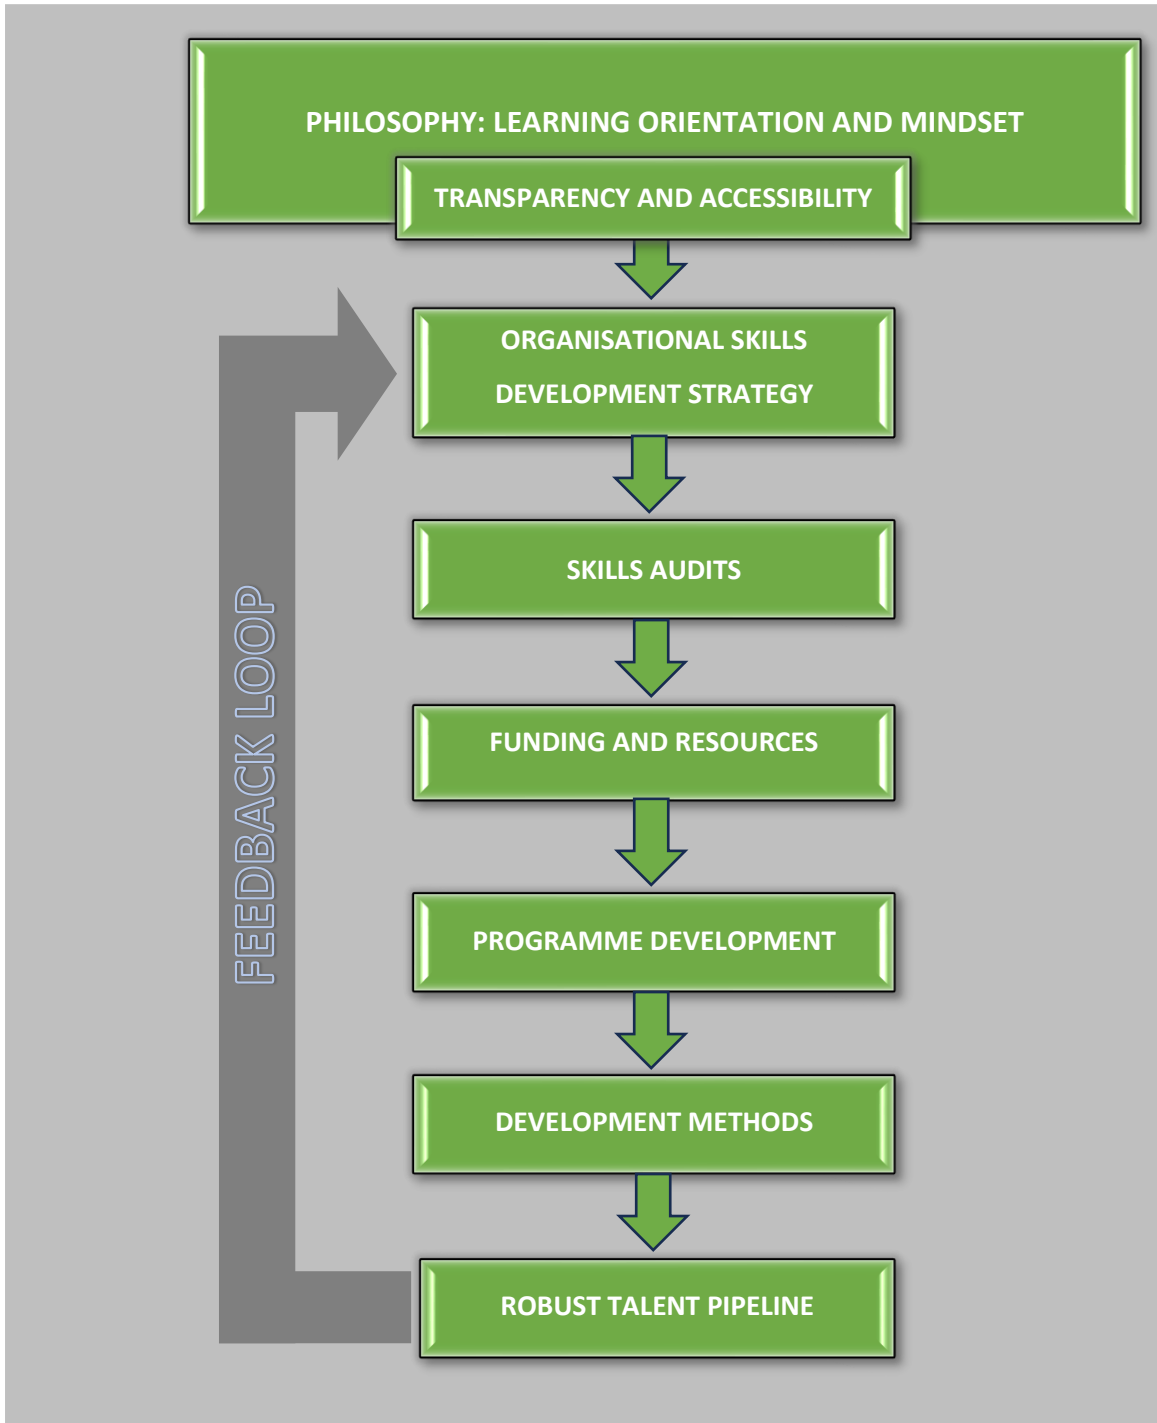 PHILOSOPHY: LEARNING ORIENTATION AND MINDSET
TRANSPARENCY AND ACCESSIBILITY
ORGANISATIONAL SKILLS
DEVELOPMENT STRATEGY
SKILLS AUDITS
FUNDING AND RESOURCES
PROGRAMME DEVELOPMENT
DEVELOPMENT METHODS
ROBUST TALENT PIPELINE
FEEDBACK LOOP